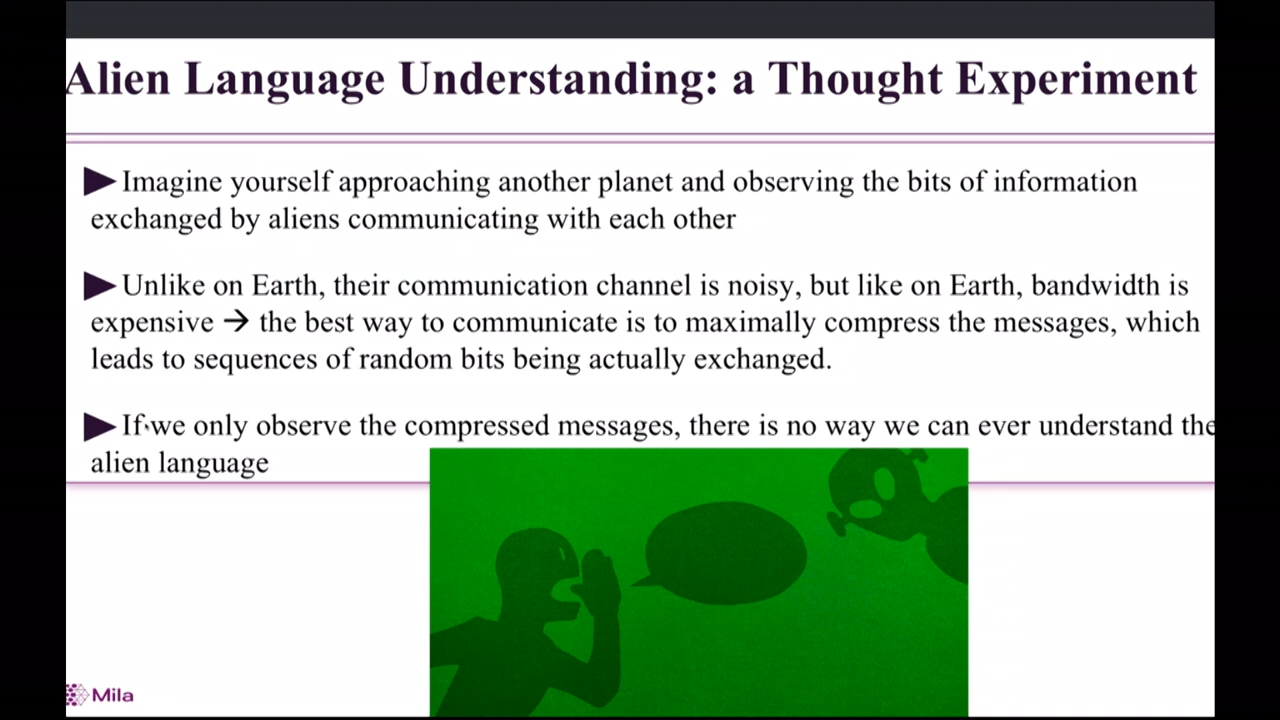 Alien Language Understanding: a Thought Experiment
Imagine yourself approaching another planet and observing the bits of information
exchanged by aliens communicating with each other
Unlike on Earth, their communication channel is noisy, but like on Earth, bandwidth is
expensive → the best way to communicate is to maximally compress the messages, which
leads to sequences of random bits being actually exchanged.
If we only observe the compressed messages, there is no way we can ever understand the
alien language
Mila